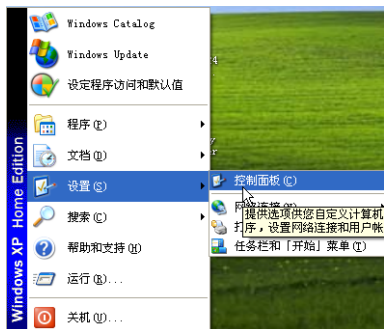 Windows XP Home Edition
Windows Catalog
Windows Update
设定程序访问和默认值
程序(P)
文档(D)
设置(S)
搜索(C)
帮助和支持(H)
运行(R)...
关机(U)...
控制面板(C)
提供选项供您自定义计算机
序，设置网络连接和用户帐
任务栏和「开始」菜单(T)